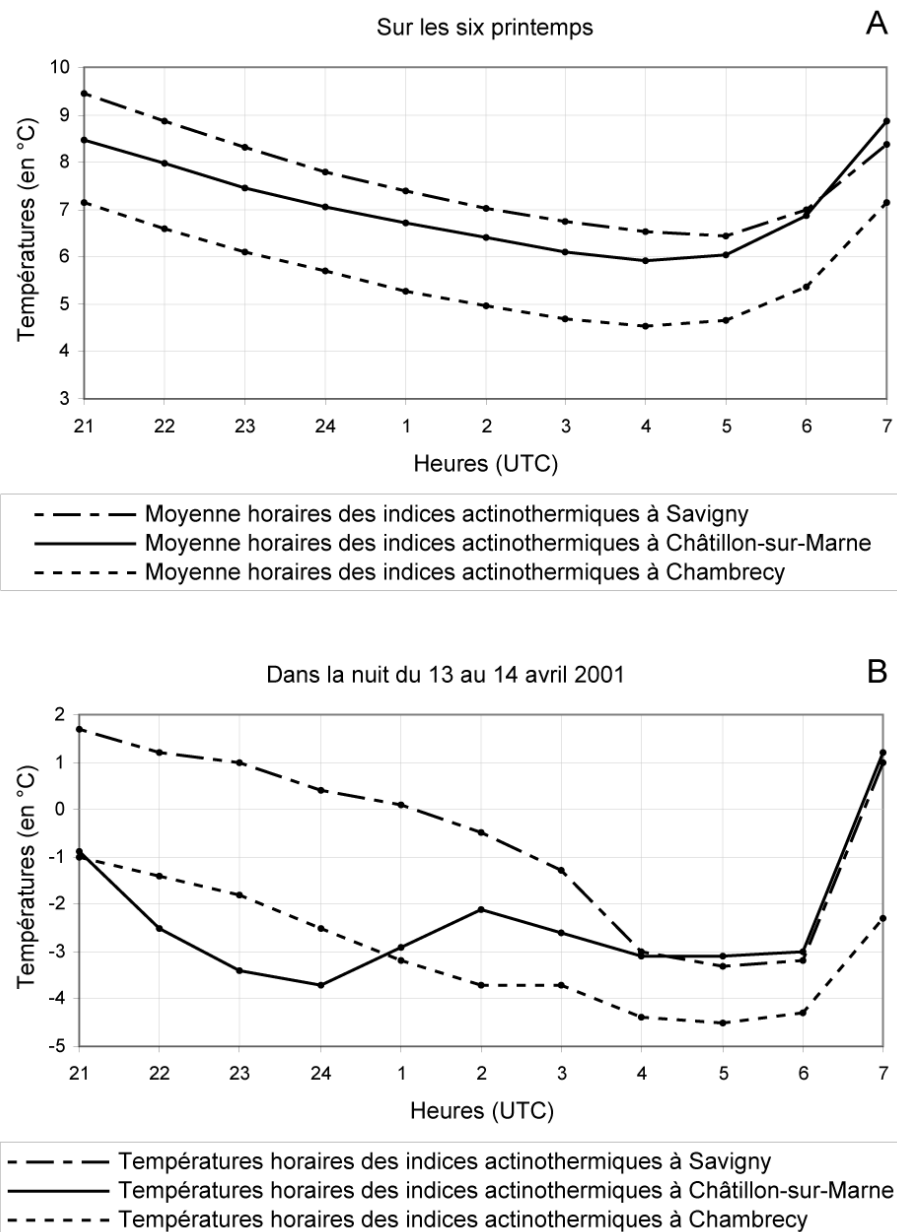 Sur les six printemps
A
Températures (en °C)
10
9
8
7
6
5
4
3
21 22 23 24 1 2 3 4 5 6 7
Heures (UTC)
Moyenne horaires des indices actinothermiques à Savigny
Moyenne horaires des indices actinothermiques à Châtillon-sur-Marne
Moyenne horaires des indices actinothermiques à Chambrecy
Dans la nuit du 13 au 14 avril 2001
B
Températures (en °C)
2
1
0
-1
-2
-3
-4
-5
21 22 23 24 1 2 3 4 5 6 7
Heures (UTC)
Températures horaires des indices actinothermiques à Savigny
Températures horaires des indices actinothermiques à Châtillon-sur-Marne
Températures horaires des indices actinothermiques à Chambrecy